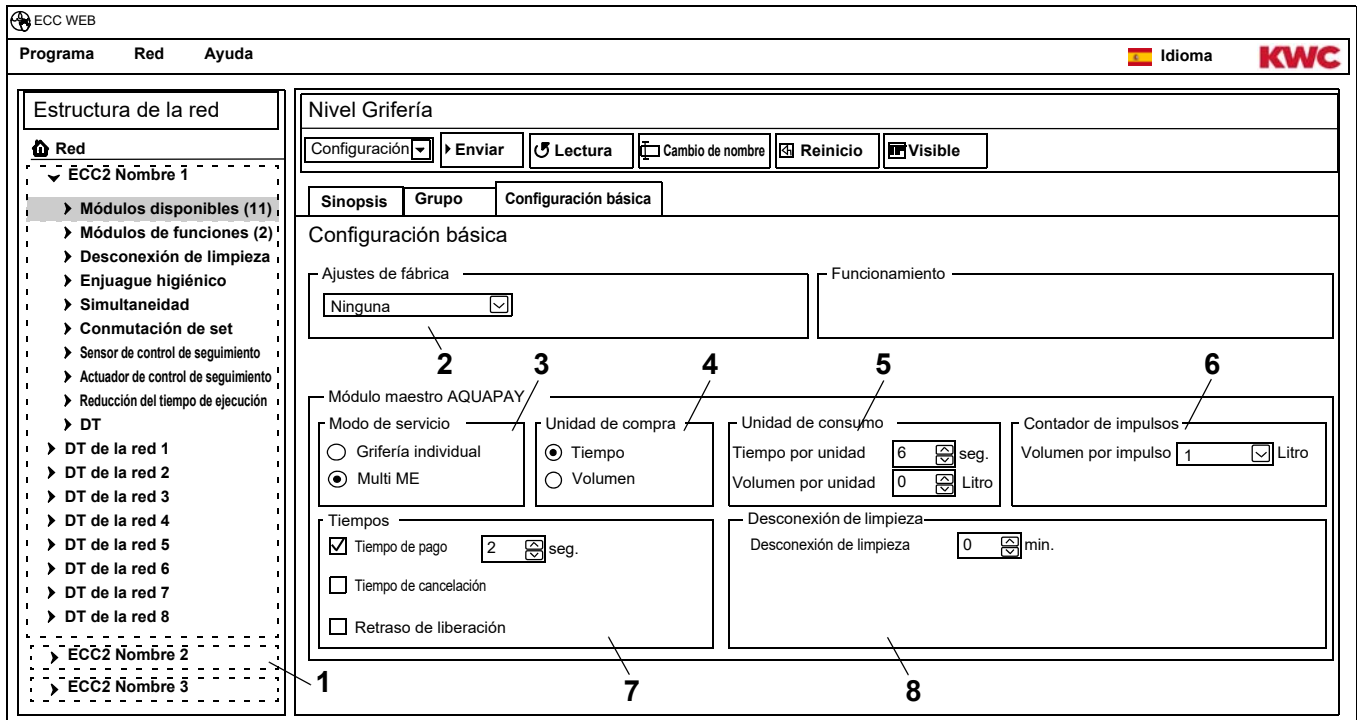 ECC WEB
Programa Red Ayuda Idioma KWC
Estructura de la red
Red
ECC2 Nombre 1
Módulos disponibles (11)
Módulos de funciones (2)
Desconexión de limpieza
Enjuague higiénico
Simultaneidad
Conmutación de set
Sensor de control de seguimiento
Actuador de control de seguimiento
Reducción del tiempo de ejecución
DT
DT de la red 1
DT de la red 2
DT de la red 3
DT de la red 4
DT de la red 5
DT de la red 6
DT de la red 7
DT de la red 8
ECC2 Nombre 2
ECC2 Nombre 3
1
Nivel Grifería
Configuración Enviar Lectura Cambio de nombre Reinicio Visible
Sinopsis Grupo Configuración básica
Configuración básica
Ajustes de fábrica
Ninguna
Funcionamiento
2 3 4 5 6
Módulo maestro AQUAPAY
Modo de servicio
Grifería individual
Multi ME
Unidad de compra
Tiempo
Volumen
Unidad de consumo
Tiempo por unidad 6 seg.
Volumen por unidad 0 Litro
Contador de impulsos
Volumen por impulso 1 Litro
Tiempos
Tiempo de pago 2 seg.
Tiempo de cancelación
Retraso de liberación
Desconexión de limpieza
Desconexión de limpieza 0 min.
7 8